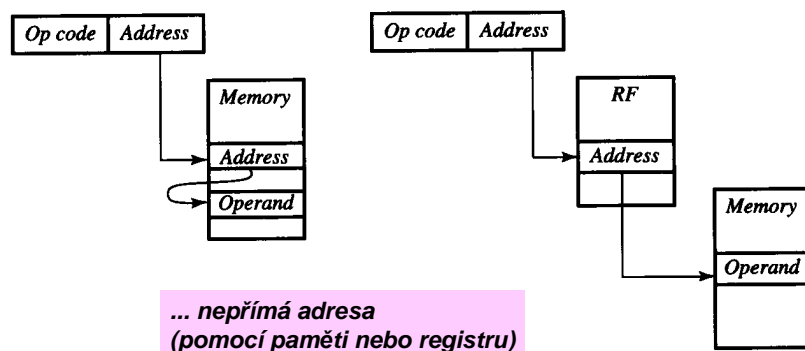 Op code Address
Memory
Address
Operand
Op code Address
RF
Address
Memory
Operand
... nepřímá adresa
(pomocí paměti nebo registru)